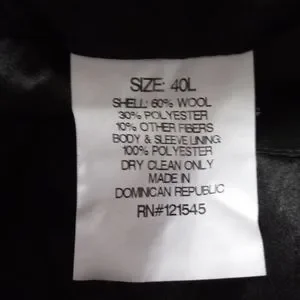 SIZE: 40L
SHELL: 60% WOOL
30% POLYESTER
10% OTHER FIBERS
BODY & SLEEVE LINING:
100% POLYESTER
DRY CLEAN ONLY
MADE IN
DOMINICAN REPUBLIC
RN#121545